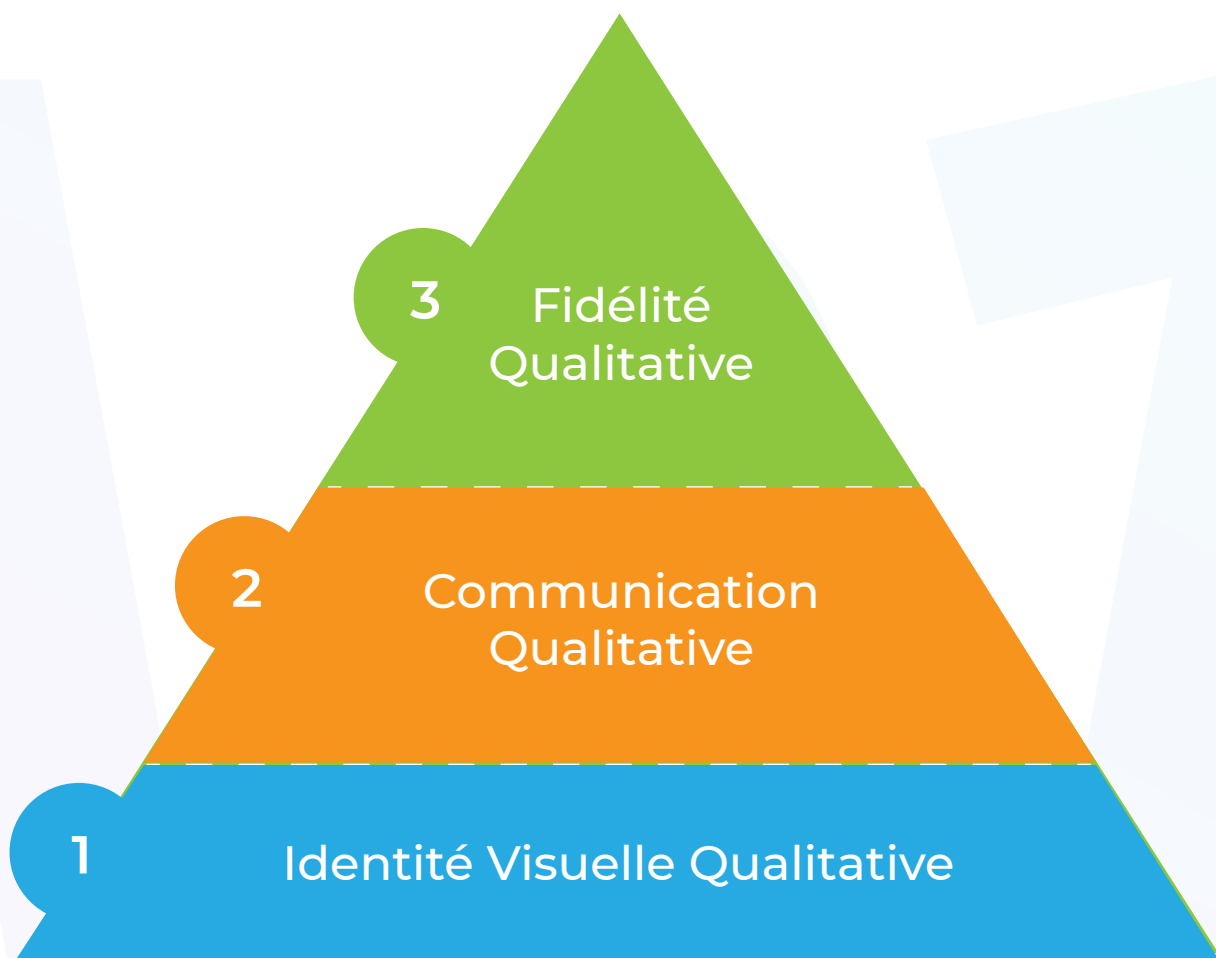 3
Fidélité
Qualitative
2
Communication
Qualitative
1
Identité Visuelle Qualitative